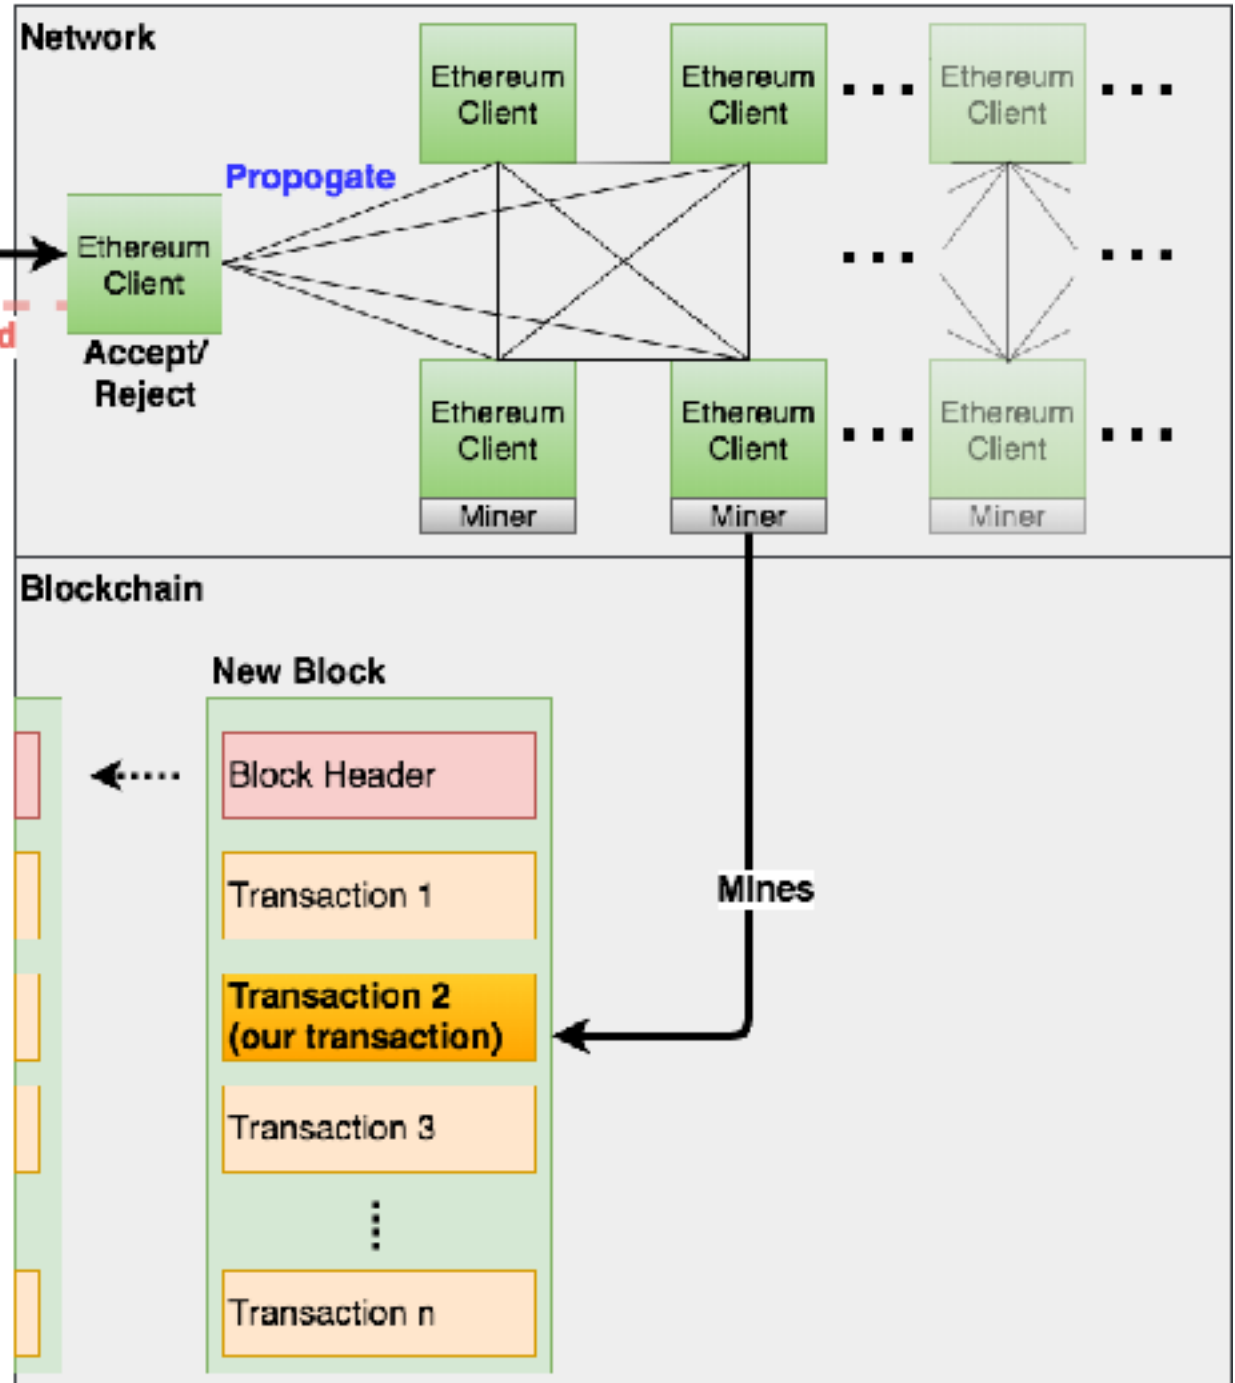 Network
Ethereum
Client
Ethereum
Client
Ethereum
Client
Propogate
Ethereum
Client
d
Accept/
Reject
Ethereum
Client
Miner
Ethereum
Client
Miner
Ethereum
Client
Miner
Blockchain
New Block
Block Header
Transaction 1
MInes
Transaction 2
(our transaction)
Transaction 3
Transaction n